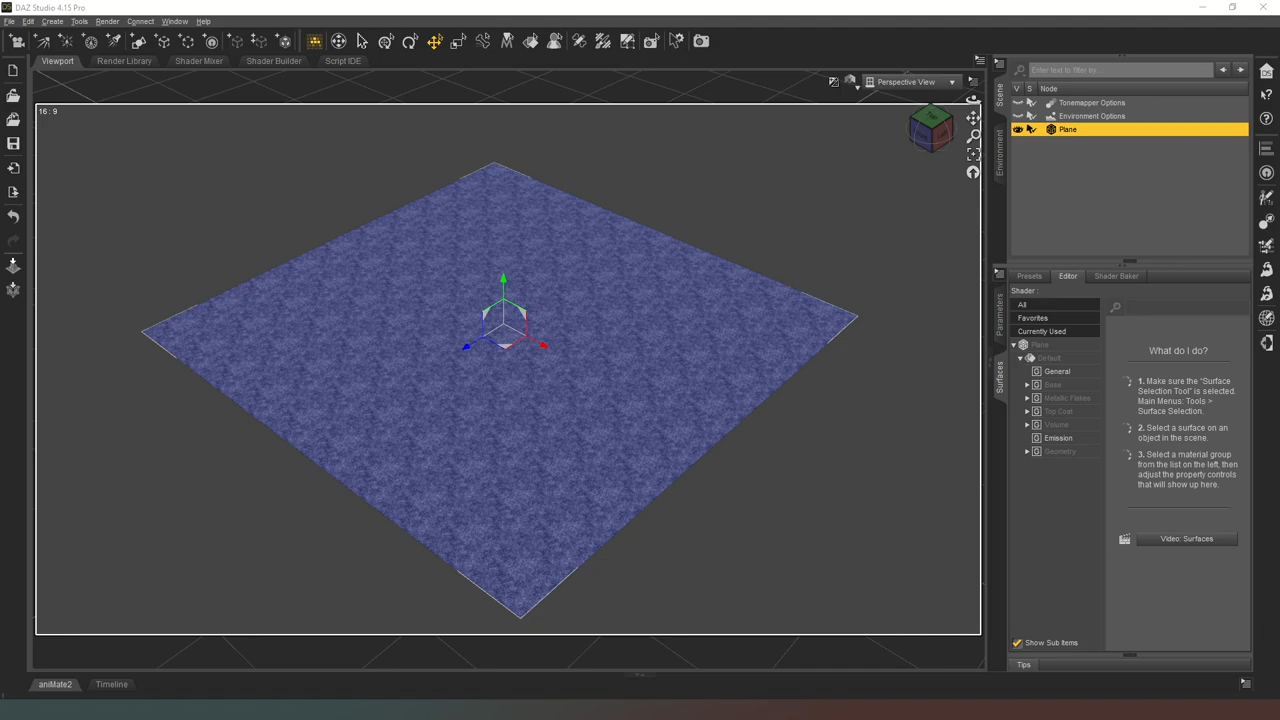 DAZ Studio 4.15 Pro
File Edit Create Tools Render Connect Window Help
Viewport Render Library Shader Mixer Shader Builder Script IDE
16 : 9
Perspective View
Enter text to filter by...
V S Node
Tonemapper Options
Environment Options
Plane
Scene
Environment
Presets Editor Shader Baker
Shader :
All
Favorites
Currently Used
Plane
Default
General
Base
Metallic Flakes
Top Coat
Volume
Emission
Geometry
Parameters
Surfaces
What do I do?
1. Make sure the "Surface
Selection Tool" is selected.
Main Menus: Tools >
Surface Selection.
2. Select a surface on an
object in the scene.
3. Select a material group
from the list on the left, then
adjust the property controls
that will show up here.
Video: Surfaces
Show Sub Items
Tips
aniMate2 Timeline